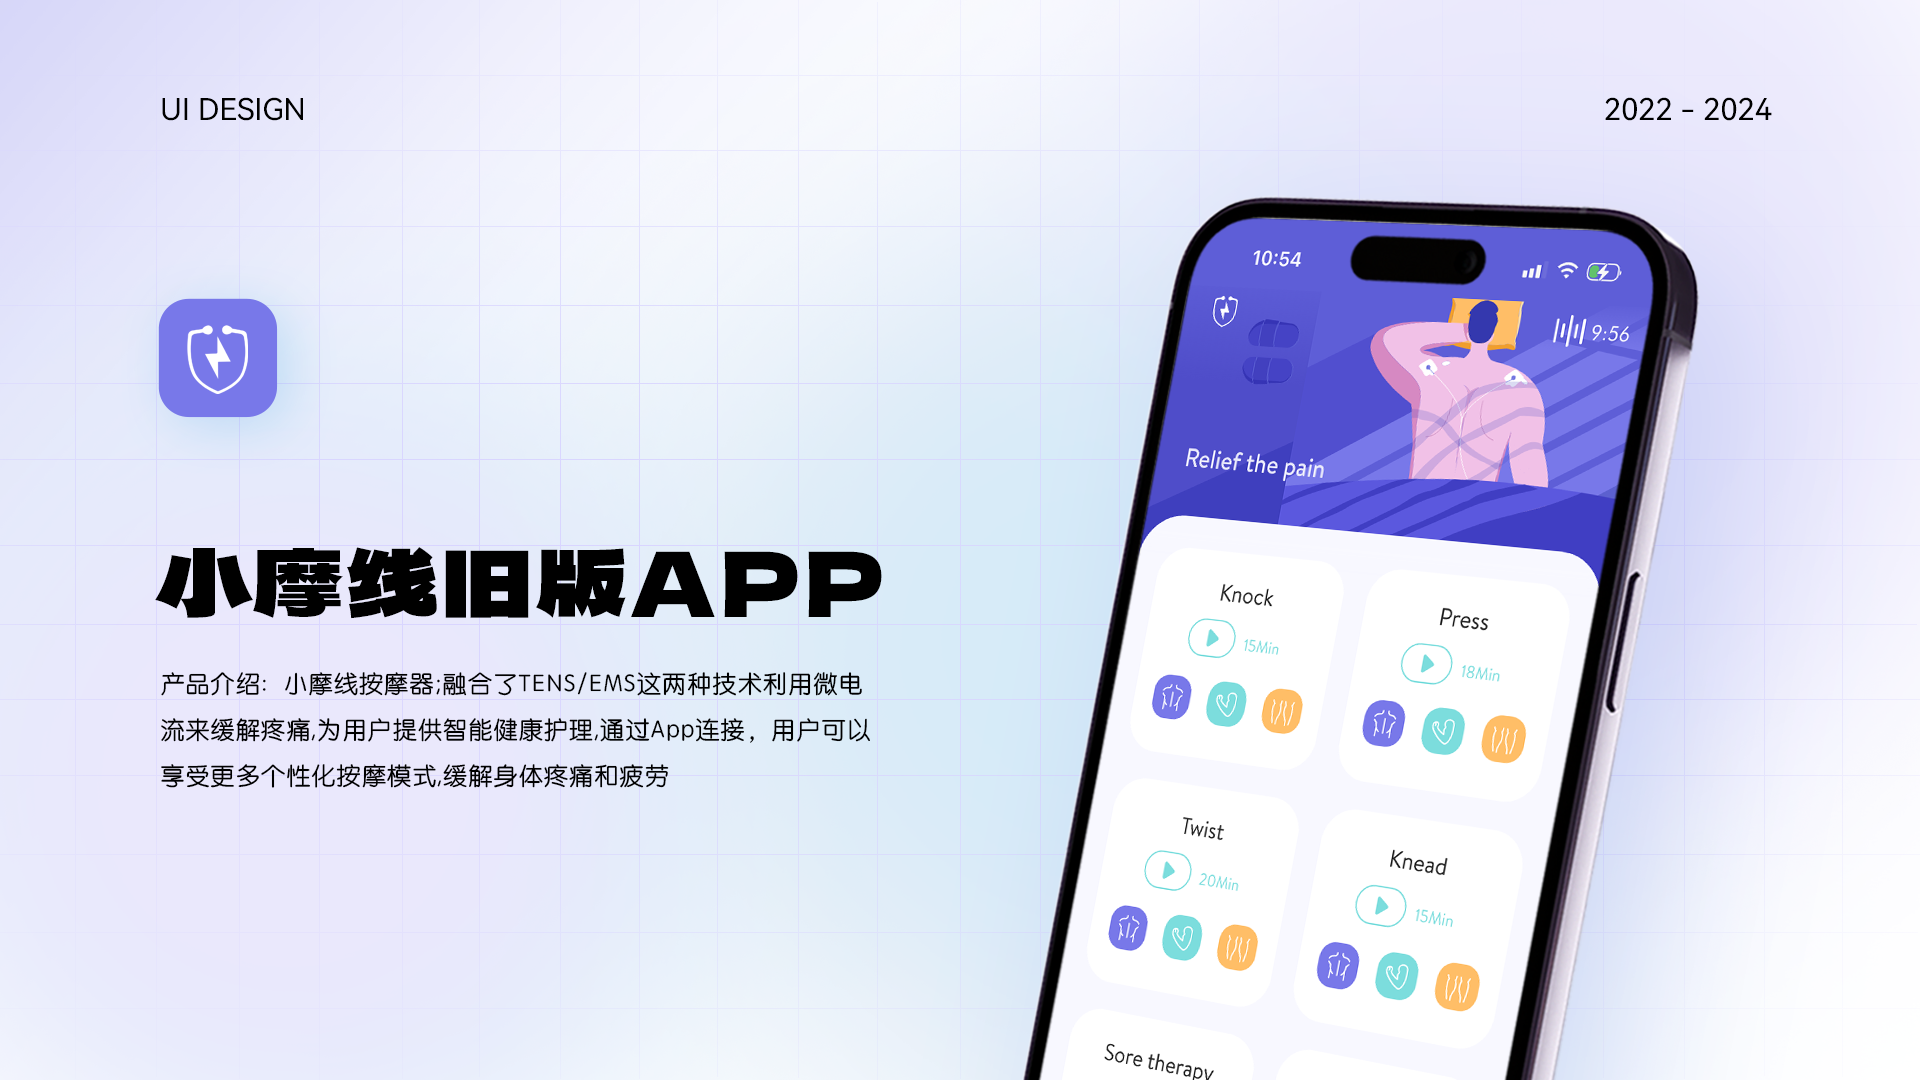 UI DESIGN
2022 - 2024
小摩线旧版APP
产品介绍：小摩线按摩器;融合了TENS/EMS这两种技术利用微电
流来缓解疼痛,为用户提供智能健康护理,通过App连接，用户可以
享受更多个性化按摩模式,缓解身体疼痛和疲劳
10:54
9:56
Relief the pain
Knock
15Min
Press
18Min
Twist
20Min
Knead
15Min
Sore therapy